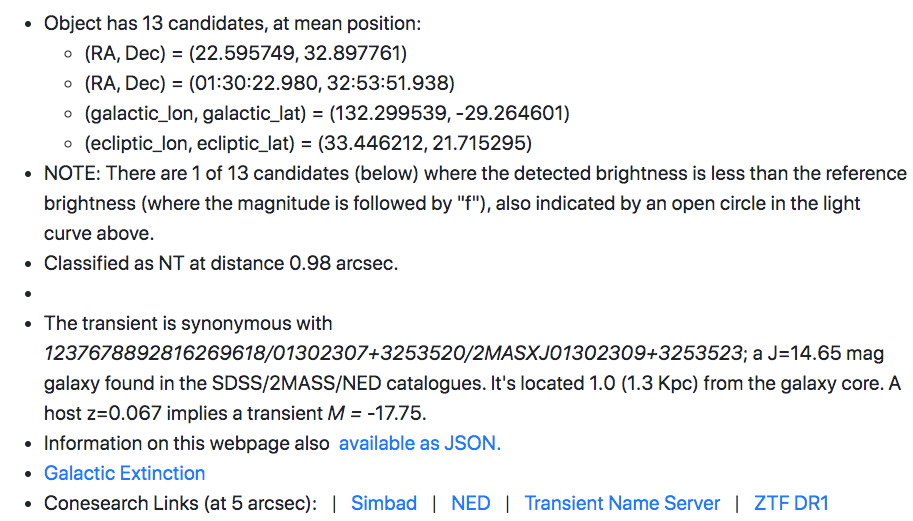 Object has 13 candidates, at mean position:
(RA, Dec) = (22.595749, 32.897761)
(RA, Dec) = (01:30:22.980, 32:53:51.938)
(galactic_lon, galactic_lat) = (132.299539, -29.264601)
(ecliptic_lon, ecliptic_lat) = (33.446212, 21.715295)
NOTE: There are 1 of 13 candidates (below) where the detected brightness is less than the reference
brightness (where the magnitude is followed by "f"), also indicated by an open circle in the light
curve above.
Classified as NT at distance 0.98 arcsec.
The transient is synonymous with
1237678892816269618/01302307+3253520/2MASXJ01302309+3253523; a J=14.65 mag
galaxy found in the SDSS/2MASS/NED catalogues. It's located 1.0 (1.3 Kpc) from the galaxy core. A
host z=0.067 implies a transient M = -17.75.
Information on this webpage also available as JSON.
Galactic Extinction
Conesearch Links (at 5 arcsec): | Simbad | NED | Transient Name Server | ZTF DR1